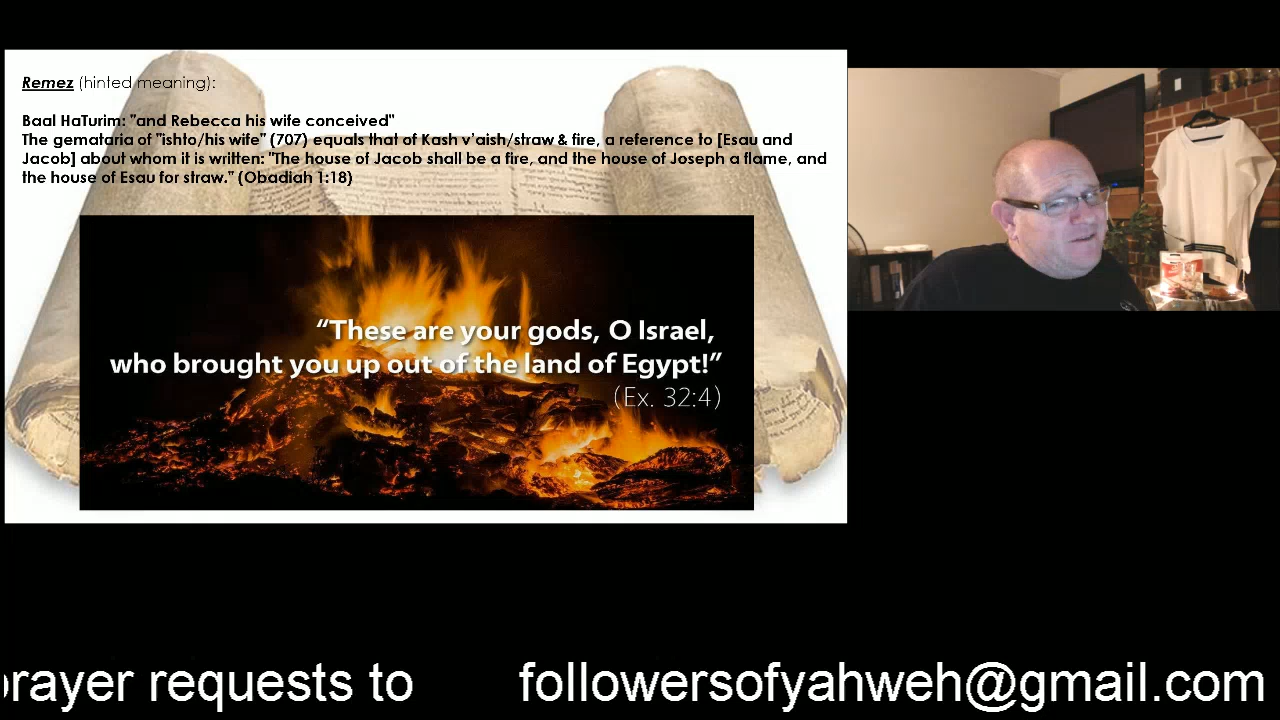 Remez (hinted meaning):
Baal HaTurim: "and Rebecca his wife conceived"
The gemataria of "ishto/his wife" (707) equals that of Kash v'aish/straw & fire, a reference to [Esau and
Jacob] about whom it is written: "The house of Jacob shall be a fire, and the house of Joseph a flame, and
the house of Esau for straw." (Obadiah 1:18)
“These are your gods, O Israel,
who brought you up out of the land of Egypt!”
(Ex. 32:4)
prayer requests to followersofyahweh@gmail.com